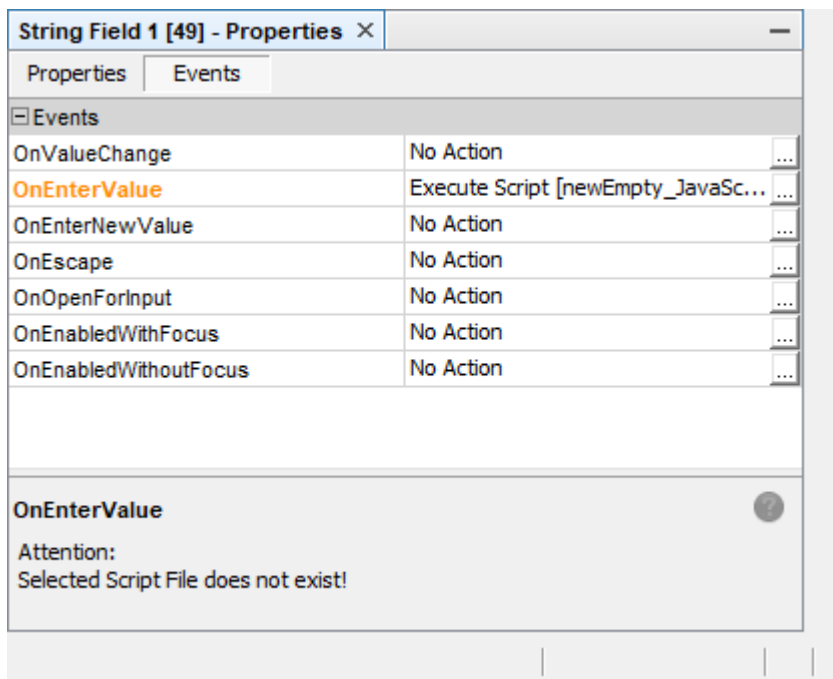 String Field 1 [49] - Properties
Properties Events
Events
OnValueChange No Action ...
OnEnterValue Execute Script [newEmpty_JavaSc... ...
OnEnterNewValue No Action ...
OnEscape No Action ...
OnOpenForInput No Action ...
OnEnabledWithFocus No Action ...
OnEnabledWithoutFocus No Action ...
OnEnterValue ?
Attention:
Selected Script File does not exist!